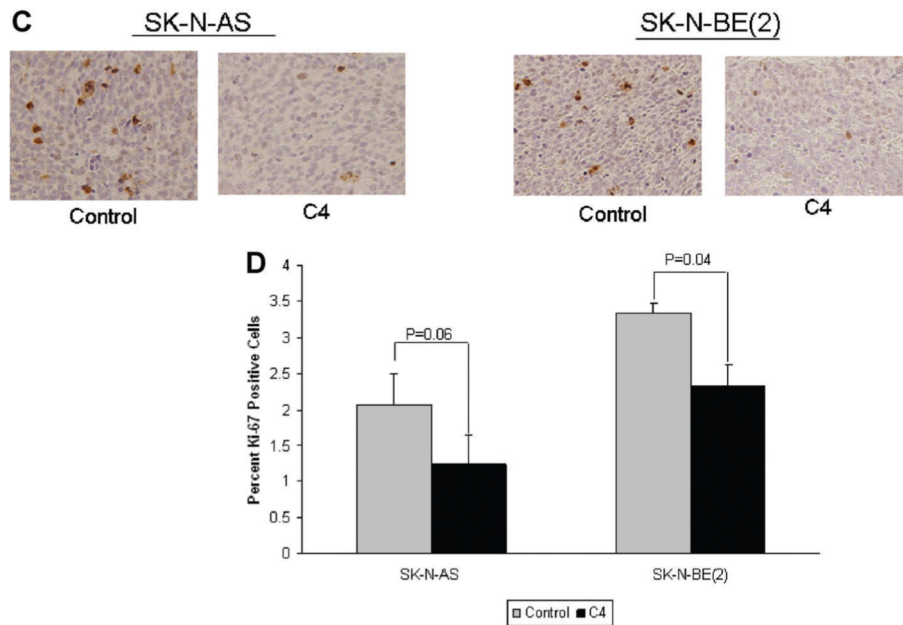 C
SK-N-AS
SK-N-BE(2)
Control
C4
Control
C4
D
Percent Ki-67 Positive Cells
4
3.5
3
2.5
2
1.5
1
0.5
0
P=0.06
P=0.04
SK-N-AS
SK-N-BE(2)
Control
C4